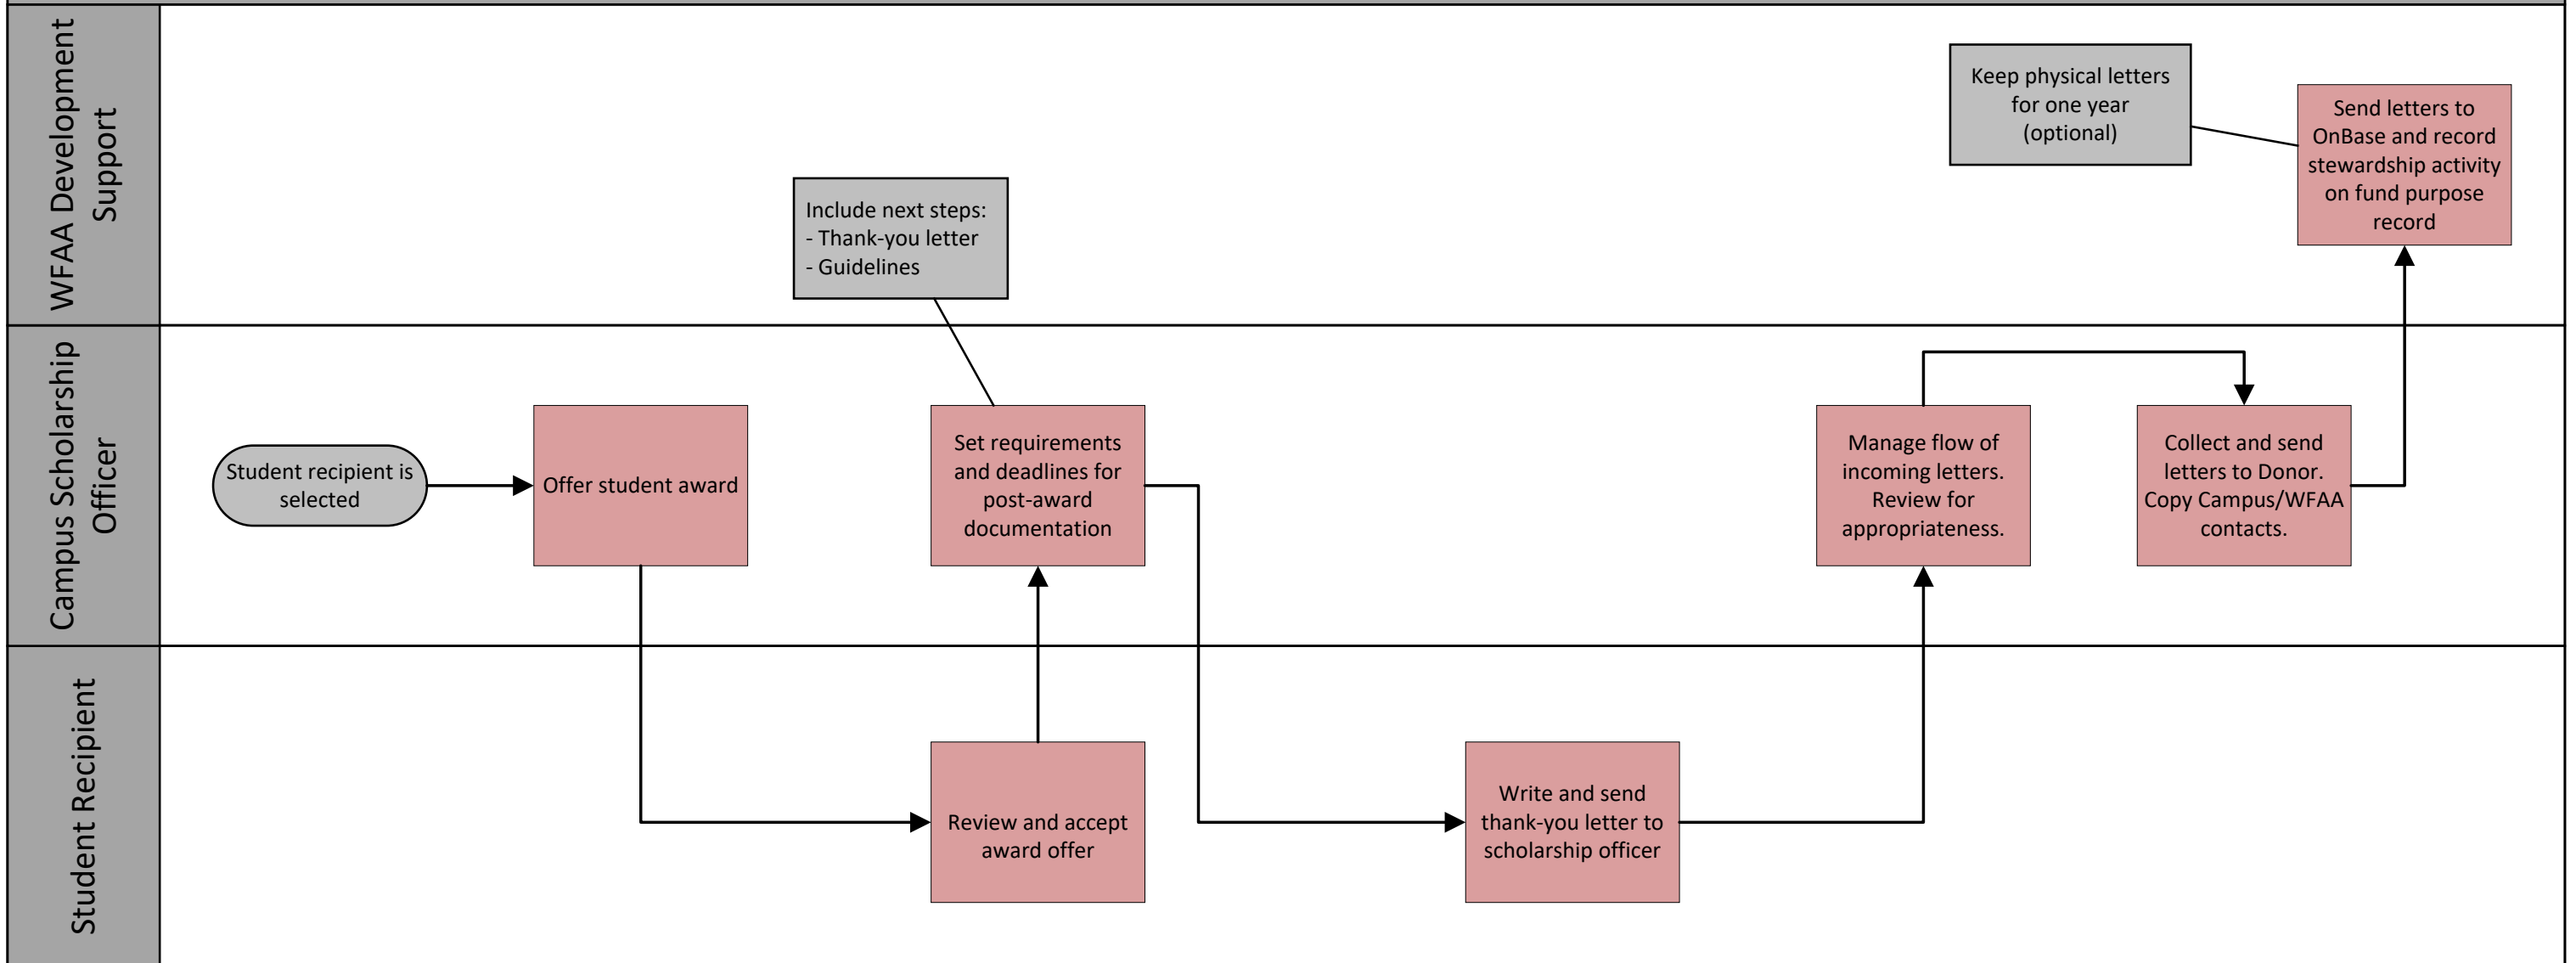 WFAA Development
Support
Keep physical letters
for one year
(optional)
Send letters to
OnBase and record
stewardship activity
on fund purpose
record
Include next steps:
- Thank-you letter
- Guidelines
Campus Scholarship
Officer
Student recipient is
selected
Offer student award
Set requirements
and deadlines for
post-award
documentation
Manage flow of
incoming letters.
Review for
appropriateness.
Collect and send
letters to Donor.
Copy Campus/WFAA
contacts.
Student Recipient
Review and accept
award offer
Write and send
thank-you letter to
scholarship officer